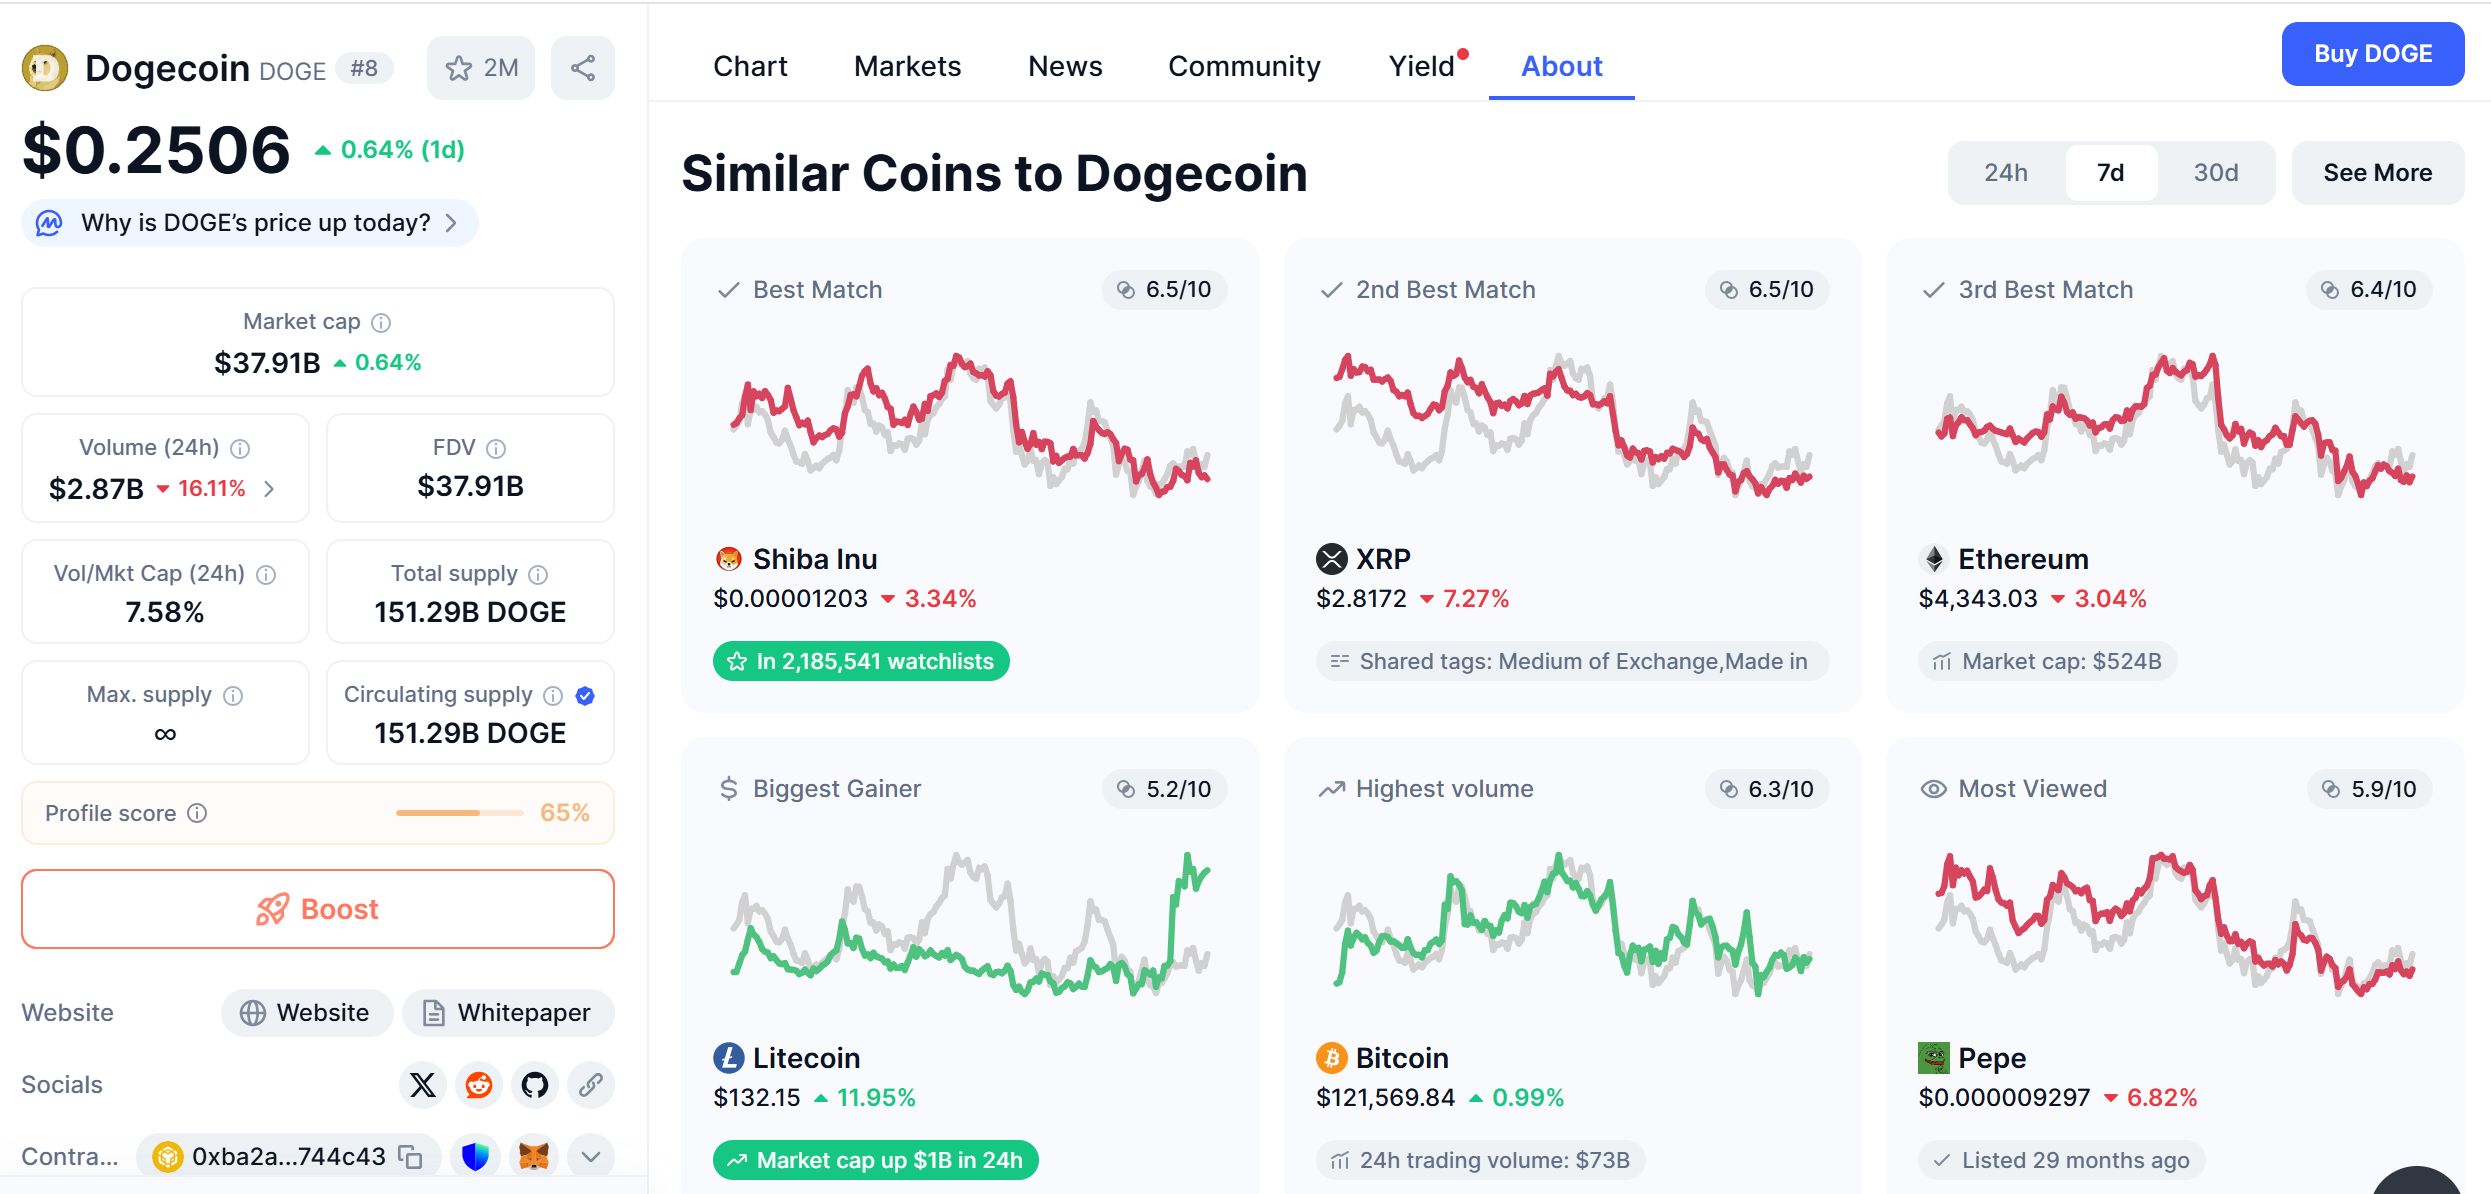 Dogecoin DOGE #8 2M
$0.2506 0.64% (1d)
Why is DOGE's price up today?
Market cap
$37.91B 0.64%
Volume (24h)
$2.87B 16.11%
FDV
$37.91B
Vol/Mkt Cap (24h)
7.58%
Total supply
151.29B DOGE
Max. supply
∞
Circulating supply
151.29B DOGE
Profile score 65%
Boost
Website Website Whitepaper
Socials
Contra... 0xba2a...744c43
Chart Markets News Community Yield About
Buy DOGE
Similar Coins to Dogecoin
24h 7d 30d See More
Best Match 6.5/10
Shiba Inu
$0.00001203 3.34%
In 2,185,541 watchlists
2nd Best Match 6.5/10
XRP
$2.8172 7.27%
Shared tags: Medium of Exchange,Made in
3rd Best Match 6.4/10
Ethereum
$4,343.03 3.04%
Market cap: $524B
Biggest Gainer 5.2/10
Litecoin
$132.15 11.95%
Market cap up $1B in 24h
Highest volume 6.3/10
Bitcoin
$121,569.84 0.99%
24h trading volume: $73B
Most Viewed 5.9/10
Pepe
$0.000009297 6.82%
Listed 29 months ago